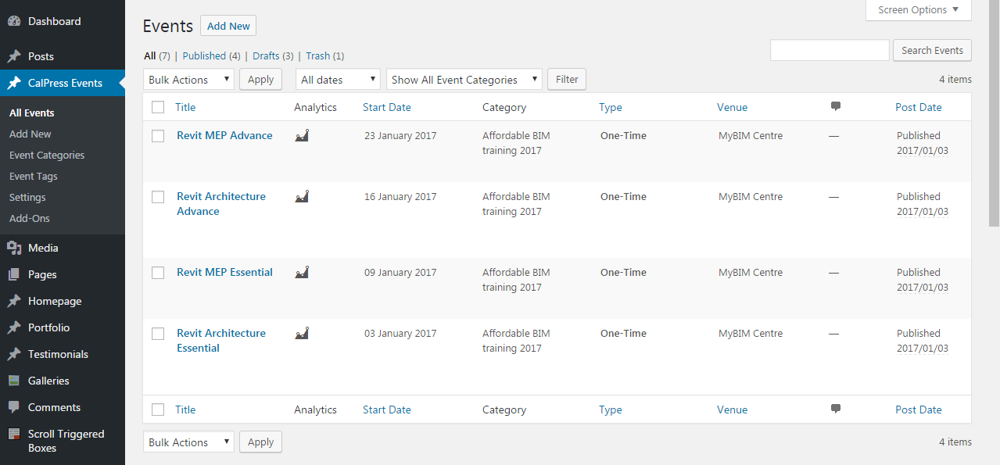 Dashboard
Posts
CalPress Events
All Events
Add New
Event Categories
Event Tags
Settings
Add-Ons
Media
Pages
Homepage
Portfolio
Testimonials
Galleries
Comments
Scroll Triggered
Boxes
Screen Options
Events Add New
All (7) | Published (4) | Drafts (3) | Trash (1)
Search Events
Bulk Actions Apply All dates Show All Event Categories Filter 4 items
Title Analytics Start Date Category Type Venue Post Date
Revit MEP Advance 23 January 2017 Affordable BIM One-Time MyBIM Centre — Published
training 2017 2017/01/03
Revit Architecture 16 January 2017 Affordable BIM One-Time MyBIM Centre — Published
Advance training 2017 2017/01/03
Revit MEP Essential 09 January 2017 Affordable BIM One-Time MyBIM Centre — Published
training 2017 2017/01/03
Revit Architecture 03 January 2017 Affordable BIM One-Time MyBIM Centre — Published
Essential training 2017 2017/01/03
Title Analytics Start Date Category Type Venue Post Date
Bulk Actions Apply 4 items